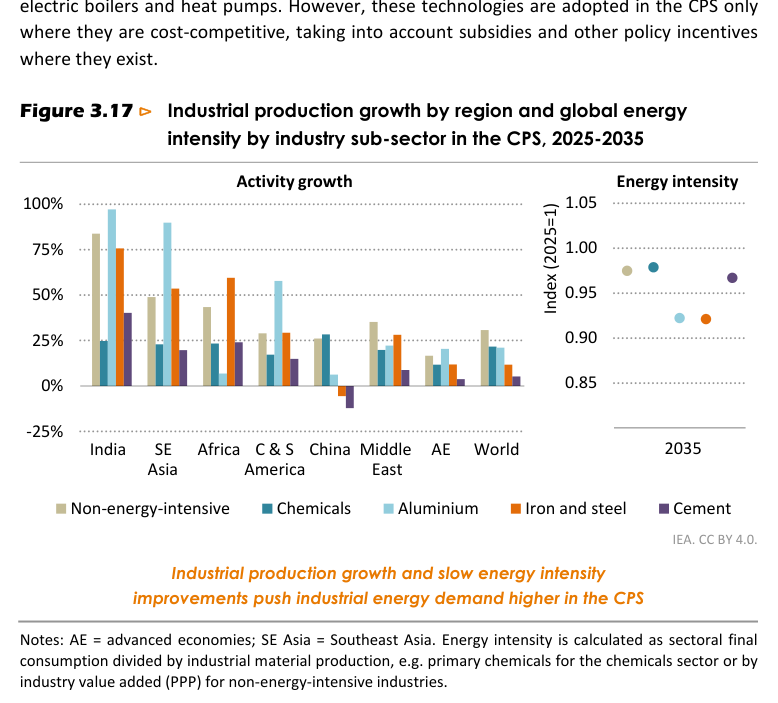 electric boilers and heat pumps. However, these technologies are adopted in the CPS only
where they are cost-competitive, taking into account subsidies and other policy incentives
where they exist.
Figure 3.17 ▻ Industrial production growth by region and global energy
intensity by industry sub-sector in the CPS, 2025-2035
Activity growth
100%
75%
50%
25%
0%
-25%
India
SE
Asia
Africa
C & S
America
China
Middle
East
AE
World
Energy intensity
Index (2025=1)
1.05
1.00
0.95
0.90
0.85
2035
Non-energy-intensive
Chemicals
Aluminium
Iron and steel
Cement
IEA. CC BY 4.0.
Industrial production growth and slow energy intensity
improvements push industrial energy demand higher in the CPS
Notes: AE = advanced economies; SE Asia = Southeast Asia. Energy intensity is calculated as sectoral final
consumption divided by industrial material production, e.g. primary chemicals for the chemicals sector or by
industry value added (PPP) for non-energy-intensive industries.